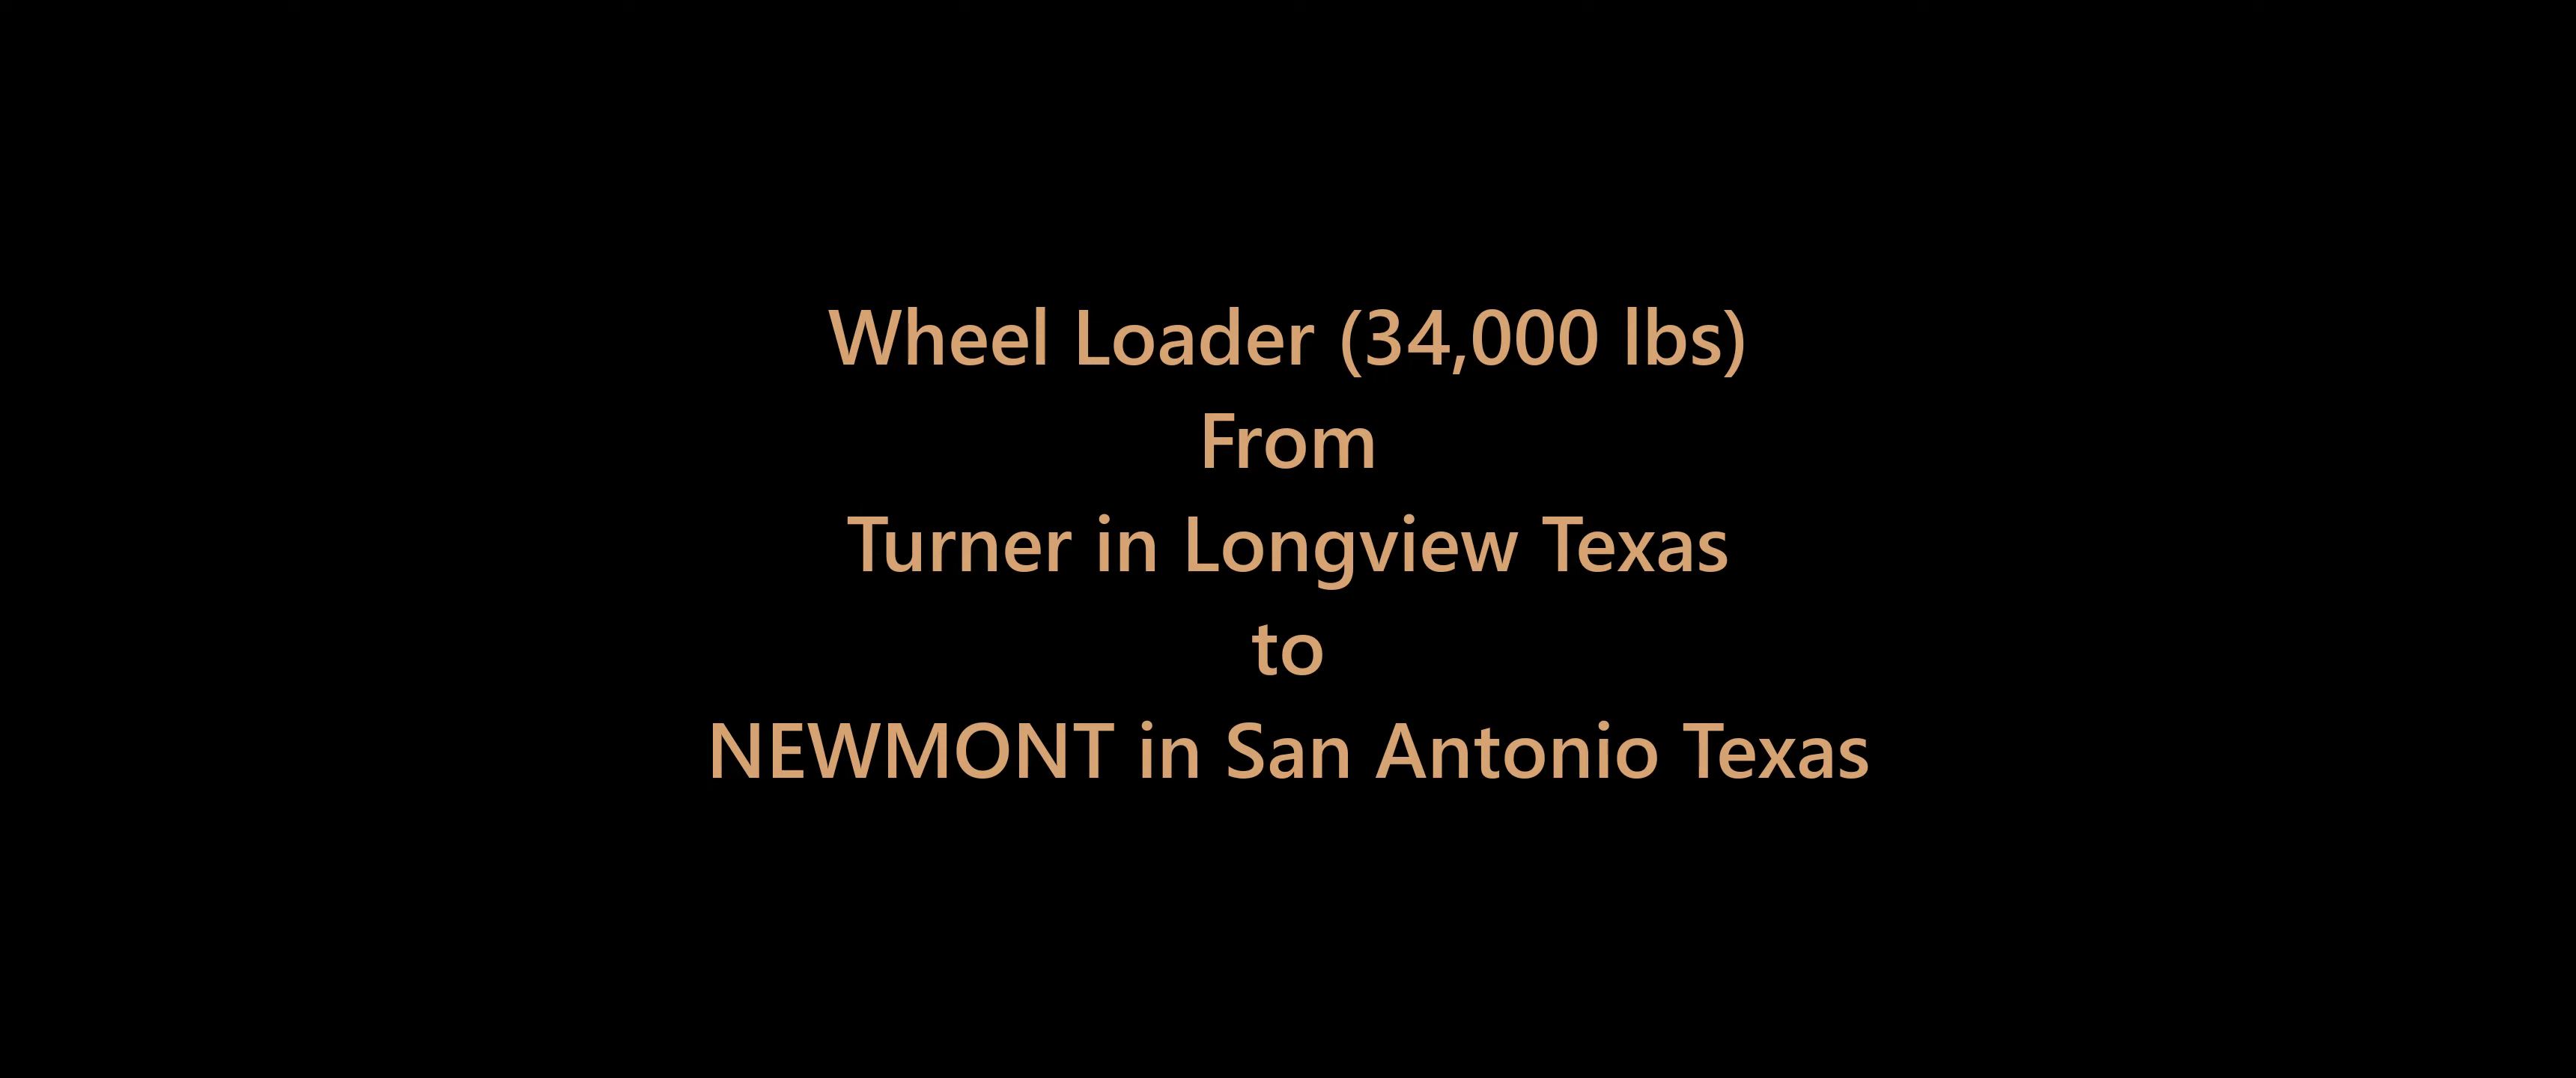 Wheel Loader (34,000 lbs)
From
Turner in Longview Texas
to
NEWMONT in San Antonio Texas